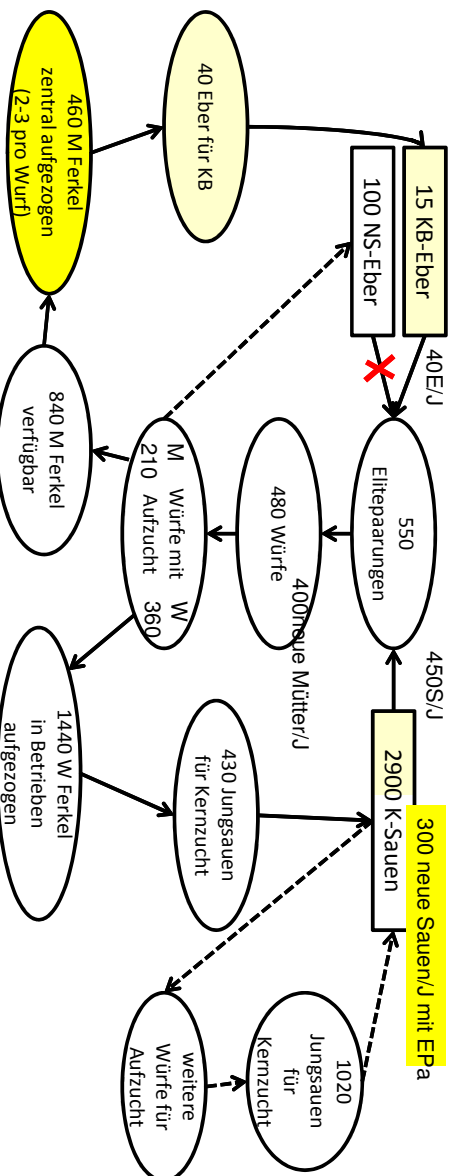 300 neue Sauen/J mit EPa
15 KB-Eber
100 NS-Eber
40E/J
450S/J
2900 K-Sauen
550
Elitepaarungen
40 Eber für KB
480 Würfe
400neue Mütter/J
430 Jungsauen
für Kernzucht
1020
Jungsauen
für
Kernzucht
M W
Würfe mit
210 Aufzucht 360
weitere
Würfe für
Aufzucht
460 M Ferkel
zentral aufgezogen
(2-3 pro Wurf)
840 M Ferkel
verfügbar
1440 W Ferkel
in Betrieben
aufgezogen